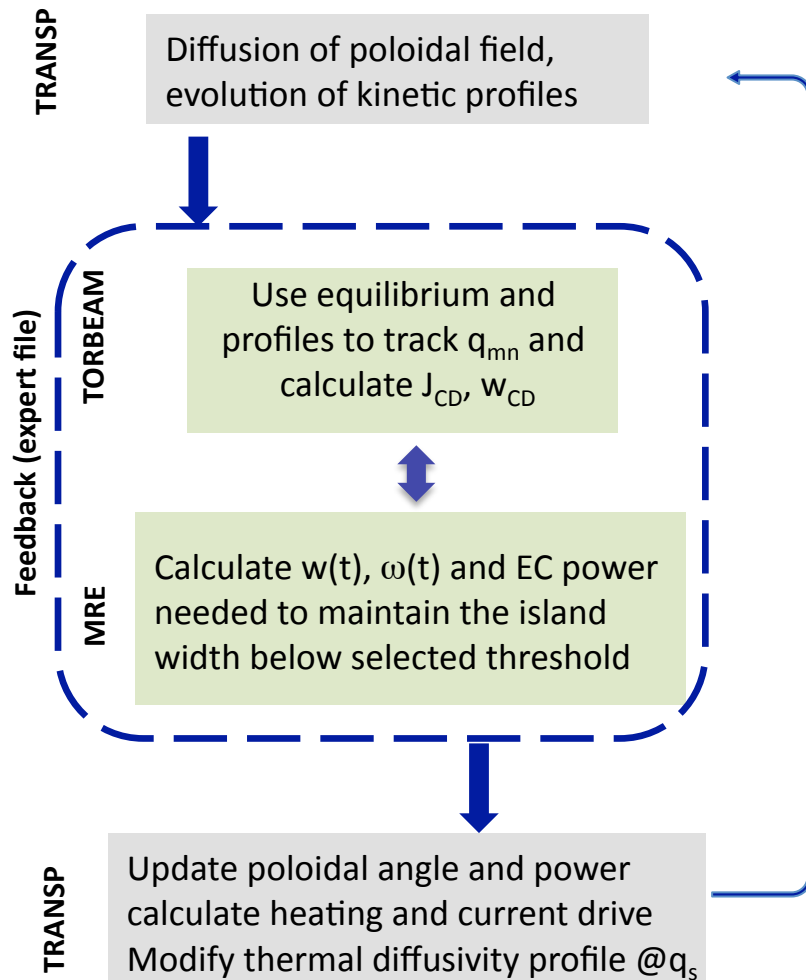 TRANSP
Diffusion of poloidal field,
evolution of kinetic profiles
Feedback (expert file)
TORBEAM
Use equilibrium and
profiles to track qmn and
calculate JCD, wCD
MRE
Calculate w(t), ω(t) and EC power
needed to maintain the island
width below selected threshold
TRANSP
Update poloidal angle and power
calculate heating and current drive
Modify thermal diffusivity profile @qs